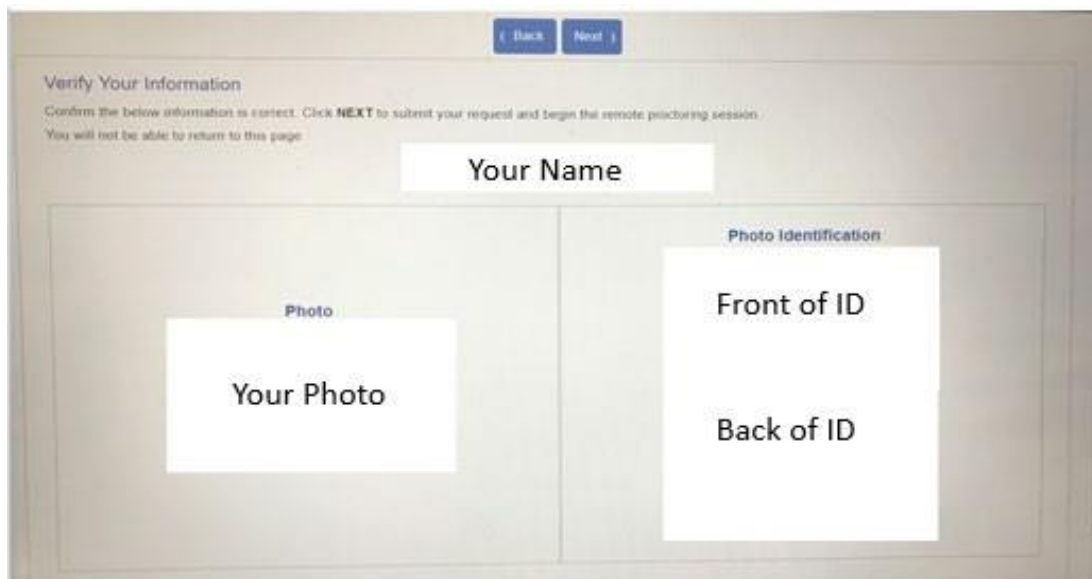 ‹ Back Next ›
Verify Your Information
Confirm the below information is correct. Click NEXT to submit your request and begin the remote proctoring session.
You will not be able to return to this page.
Your Name
Photo Identification
Front of ID
Photo
Your Photo
Back of ID